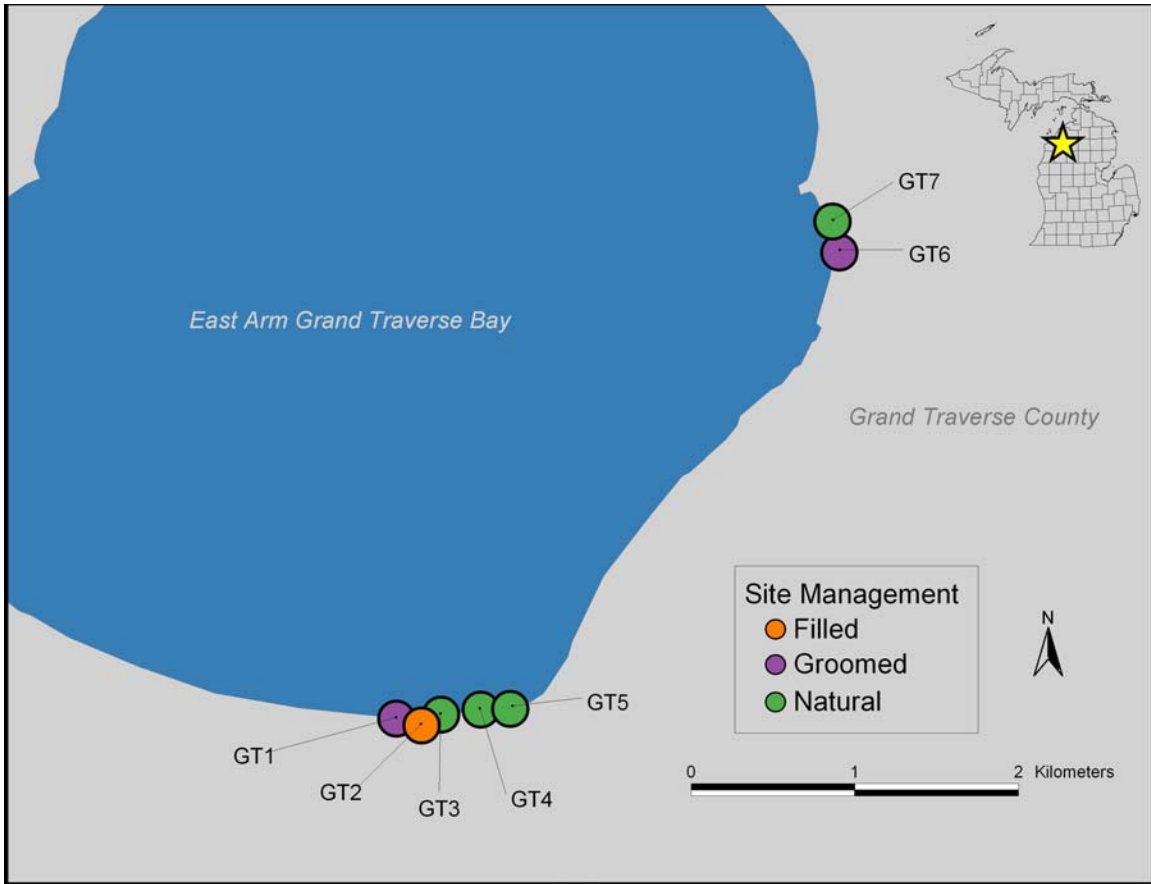 GT7
GT6
East Arm Grand Traverse Bay
Grand Traverse County
Site Management
Filled
Groomed
Natural
N
GT5
GT1
GT2
GT3
GT4
0 1 2 Kilometers